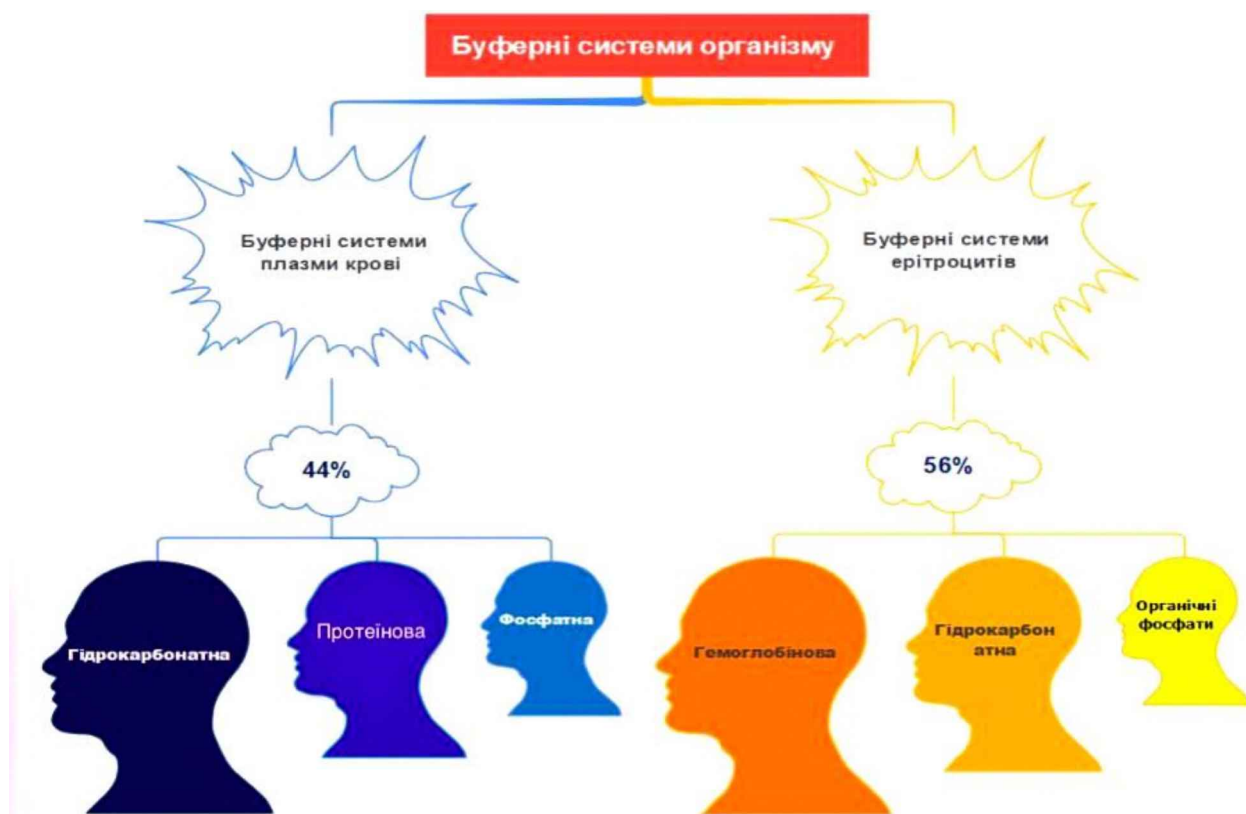 Буферні системи організму
Буферні системи
плазми крові
Буферні системи
ерітроцитів
44%
56%
Гідрокарбонатна
Протеїнова
Фосфатна
Гемоглобінова
Гідрокарбон
атна
Органічні
фосфати